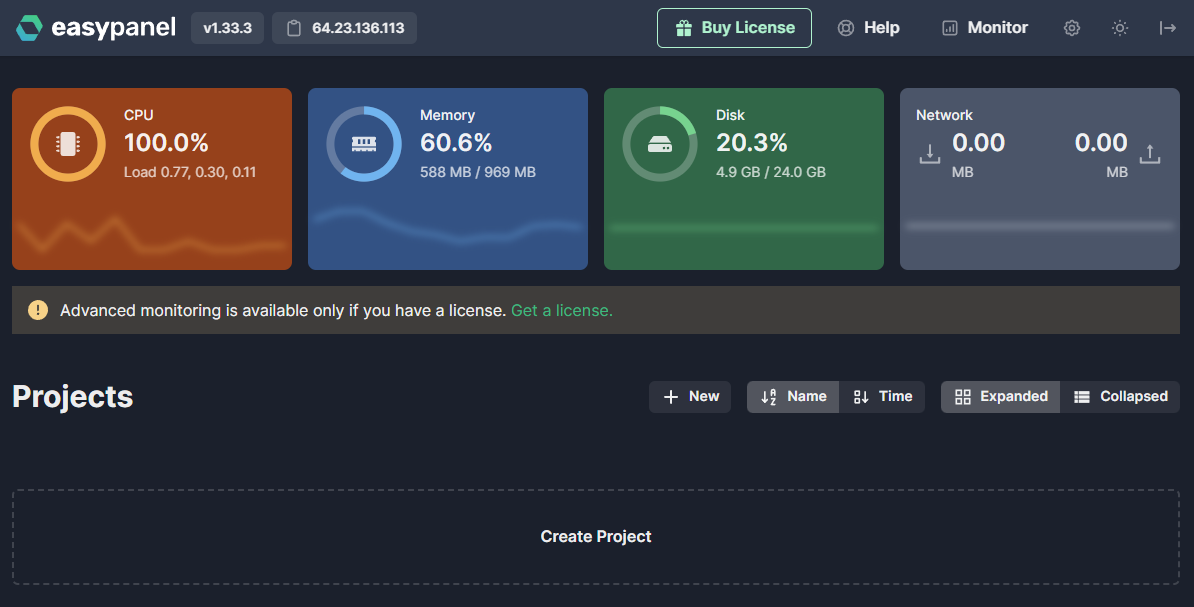 easypanel v1.33.3 64.23.136.113 Buy License Help Monitor
CPU
100.0%
Load 0.77, 0.30, 0.11
Memory
60.6%
588 MB / 969 MB
Disk
20.3%
4.9 GB / 24.0 GB
Network
0.00 0.00
MB MB
Advanced monitoring is available only if you have a license. Get a license.
Projects New Name Time Expanded Collapsed
Create Project